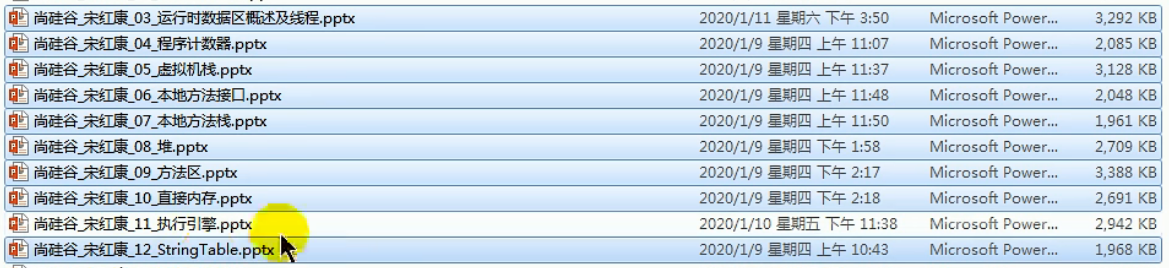 尚硅谷_宋红康_03_运行时数据区概述及线程.pptx 2020/1/11 星期六 下午 3:50 Microsoft Power... 3,292 KB
尚硅谷_宋红康_04_程序计数器.pptx 2020/1/9 星期四 上午 11:07 Microsoft Power... 2,085 KB
尚硅谷_宋红康_05_虚拟机栈.pptx 2020/1/9 星期四 上午 11:37 Microsoft Power... 3,128 KB
尚硅谷_宋红康_06_本地方法接口.pptx 2020/1/9 星期四 上午 11:48 Microsoft Power... 2,048 KB
尚硅谷_宋红康_07_本地方法栈.pptx 2020/1/9 星期四 上午 11:50 Microsoft Power... 1,961 KB
尚硅谷_宋红康_08_堆.pptx 2020/1/9 星期四 下午 1:58 Microsoft Power... 2,709 KB
尚硅谷_宋红康_09_方法区.pptx 2020/1/9 星期四 下午 2:17 Microsoft Power... 3,388 KB
尚硅谷_宋红康_10_直接内存.pptx 2020/1/9 星期四 下午 2:18 Microsoft Power... 2,691 KB
尚硅谷_宋红康_11_执行引擎.pptx 2020/1/10 星期五 下午 11:38 Microsoft Power... 2,942 KB
尚硅谷_宋红康_12_StringTable.pptx 2020/1/9 星期四 上午 10:43 Microsoft Power... 1,968 KB